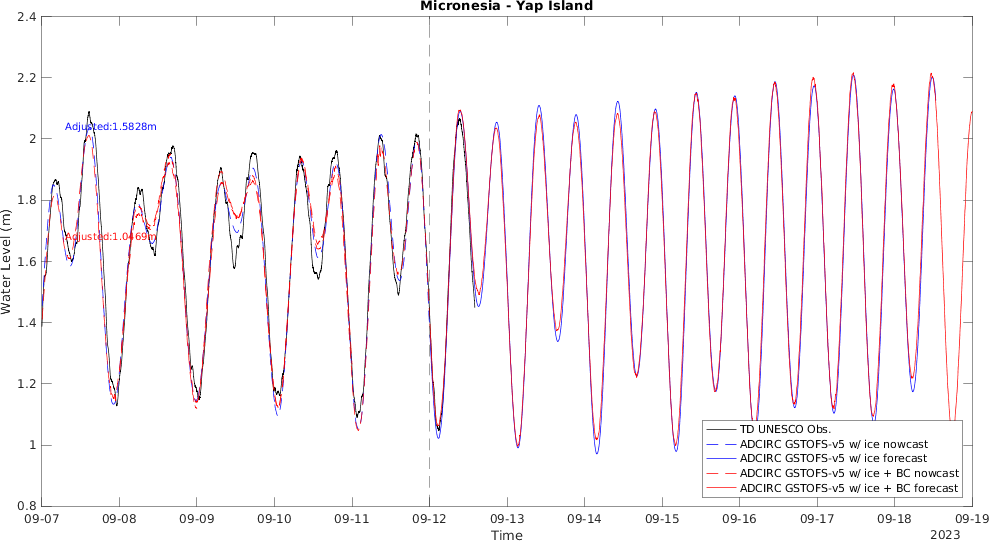 Micronesia - Yap Island
2.4
2.2
2
1.8
1.6
1.4
1.2
1
0.8
Water Level (m)
Adjusted:1.5828m
Adjusted:1.0469m
TD UNESCO Obs.
ADCIRC GSTOFS-v5 w/ ice nowcast
ADCIRC GSTOFS-v5 w/ ice forecast
ADCIRC GSTOFS-v5 w/ ice + BC nowcast
ADCIRC GSTOFS-v5 w/ ice + BC forecast
09-07 09-08 09-09 09-10 09-11 09-12 09-13 09-14 09-15 09-16 09-17 09-18 09-19
Time
2023